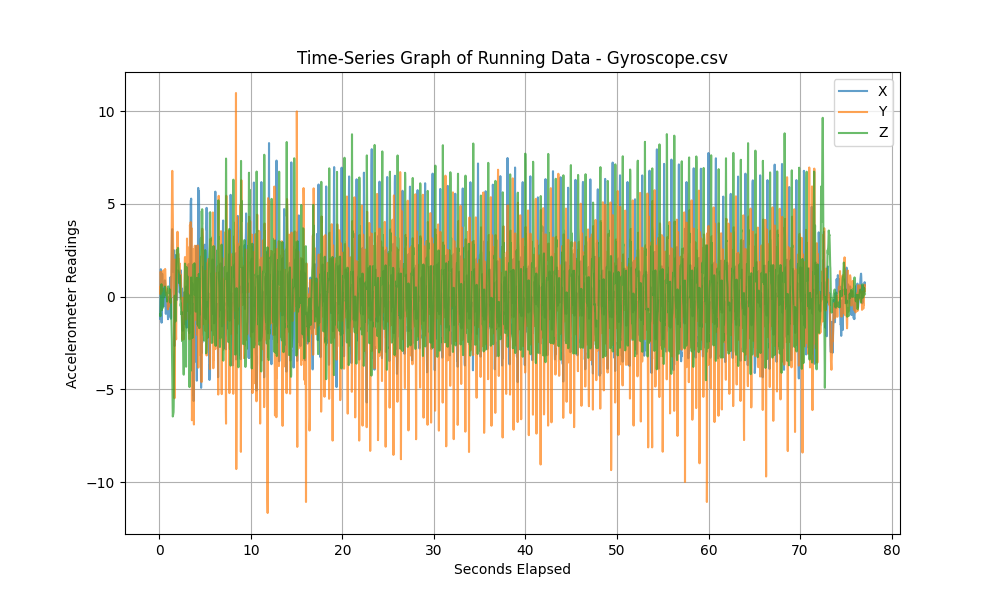 Time-Series Graph of Running Data - Gyroscope.csv
X
Y
Z
Accelerometer Readings
10
5
0
−5
−10
0 10 20 30 40 50 60 70 80
Seconds Elapsed